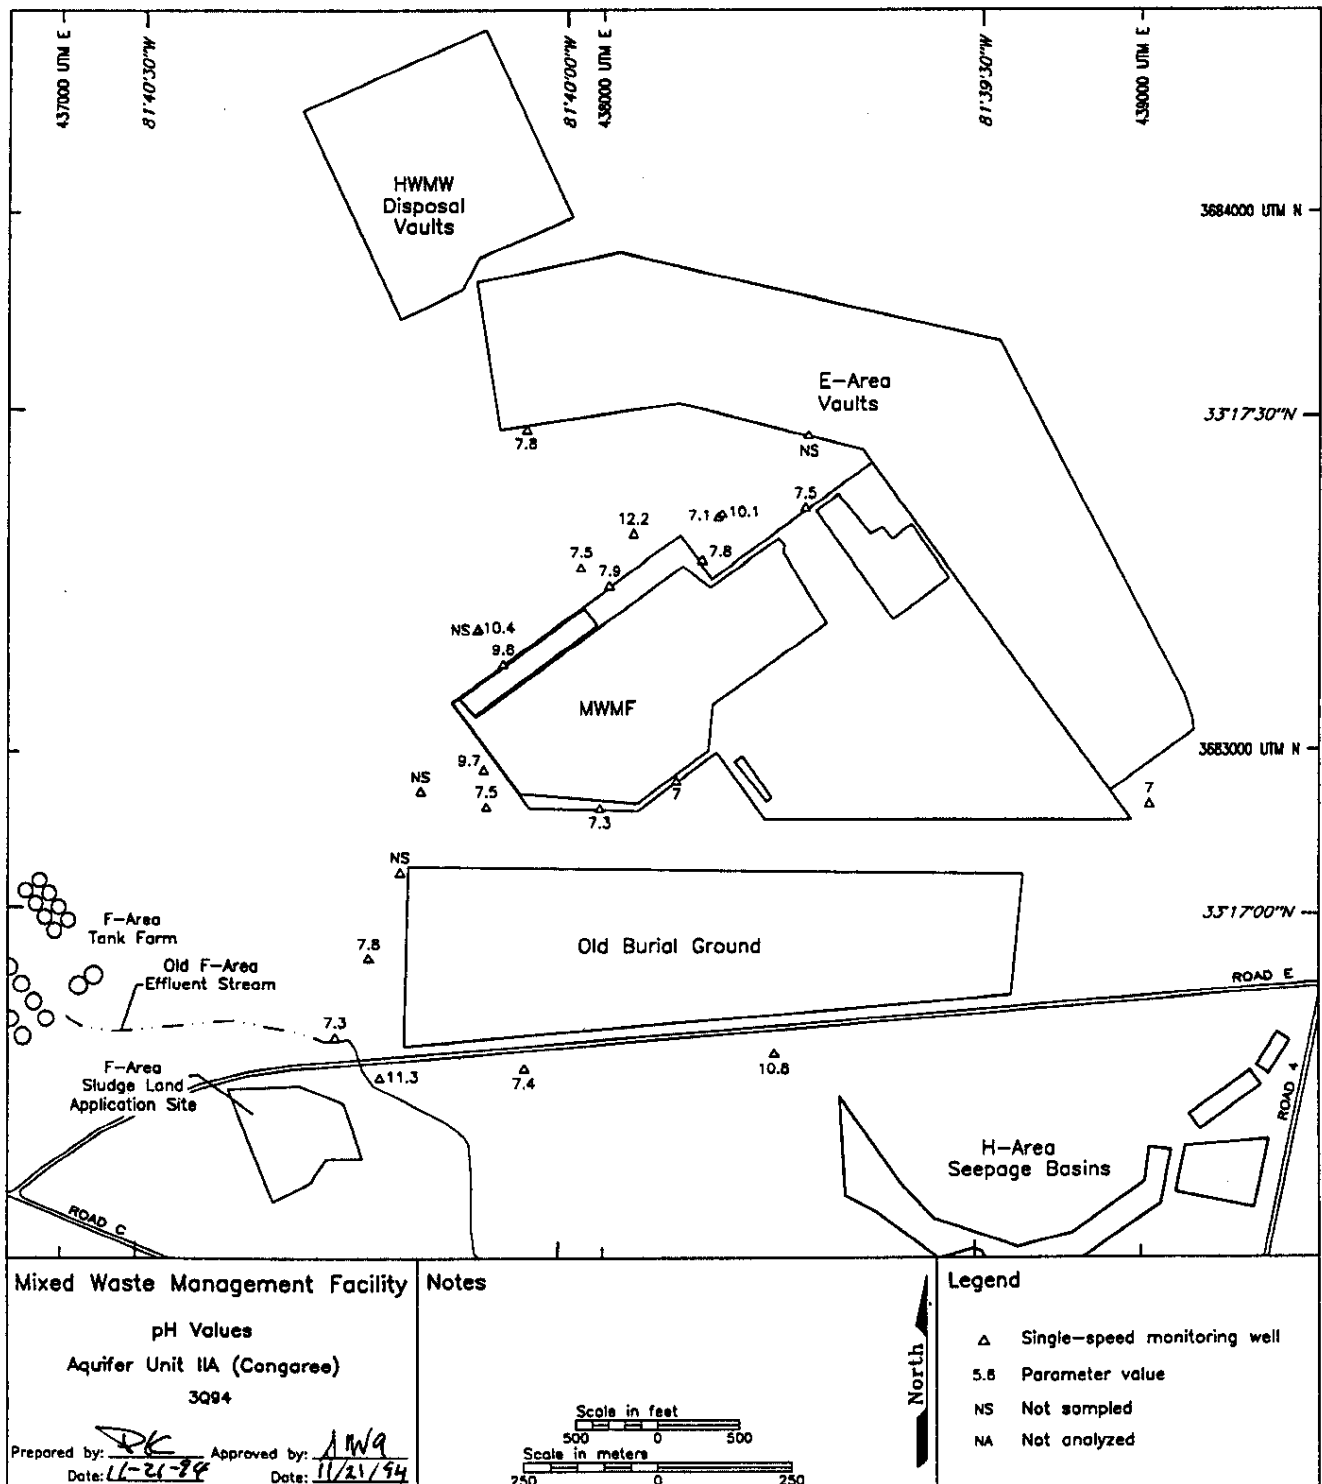 437000 UTM E
81°40'30"W
81°40'00"W
438000 UTM E
81°39'30"W
439000 UTM E
HWMW
Disposal
Vaults
3684000 UTM N
E-Area
Vaults
33°17'30"N
7.8
NS
7.5
7.1
10.1
12.2
7.8
7.5
7.9
NS
10.4
9.6
MWMF
3683000 UTM N
9.7
NS
7.5
7
7
7.3
NS
33°17'00"N
F-Area
Tank Farm
Old Burial Ground
7.8
Old F-Area
Effluent Stream
ROAD E
7.3
F-Area
Sludge Land
Application Site
11.3
7.4
10.8
ROAD 4
H-Area
Seepage Basins
ROAD C
Mixed Waste Management Facility
pH Values
Aquifer Unit IIA (Congaree)
3Q94
Prepared by:
Approved by:
Date: 11-21-94
Date: 11/21/94
Notes
Scale in feet
500 0 500
Scale in meters
250 0 250
North
Legend
Single-speed monitoring well
5.6 Parameter value
NS Not sampled
NA Not analyzed